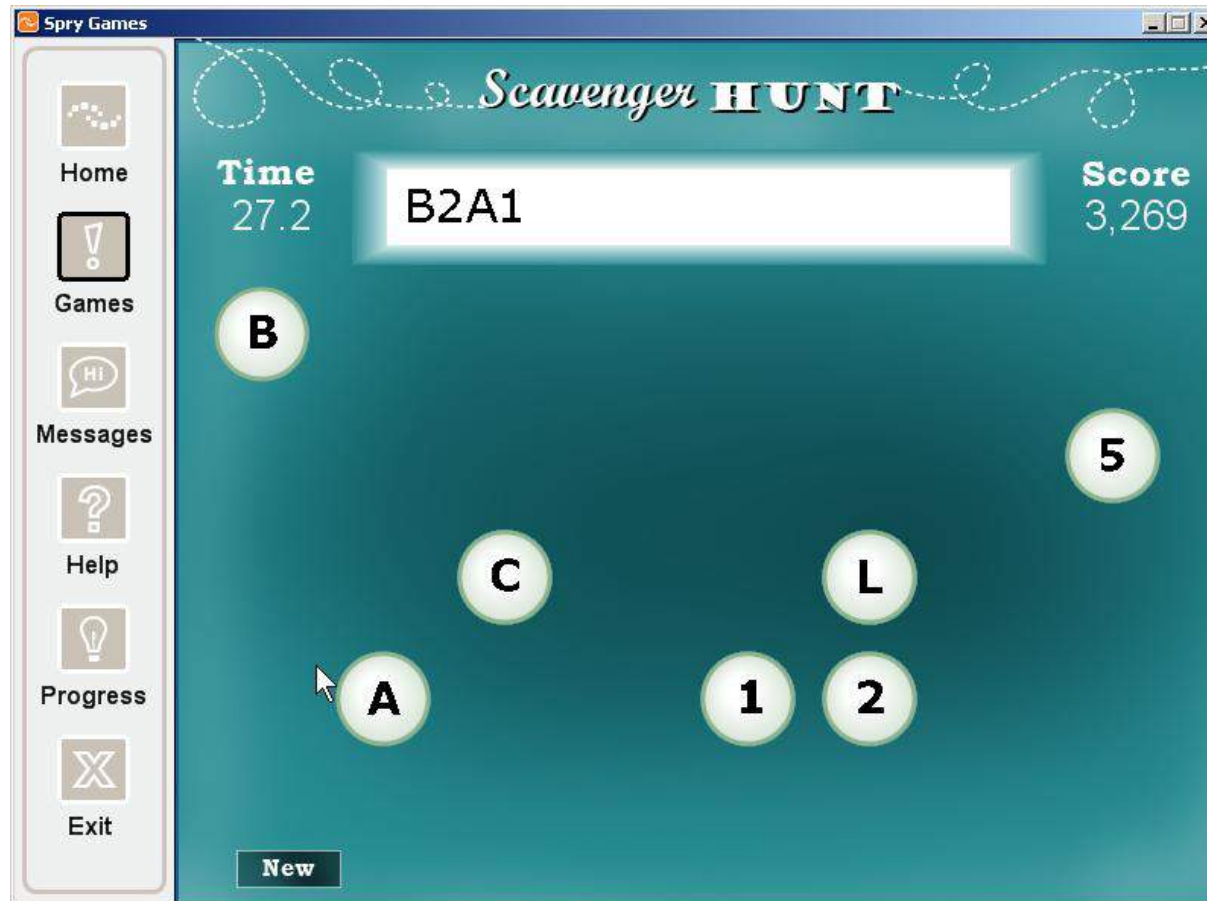 Spry Games
Home
Games
HI
Messages
Help
Progress
X
Exit
Scavenger HUNT
Time
27.2
B2A1
Score
3,269
B
5
C
L
A
1
2
New